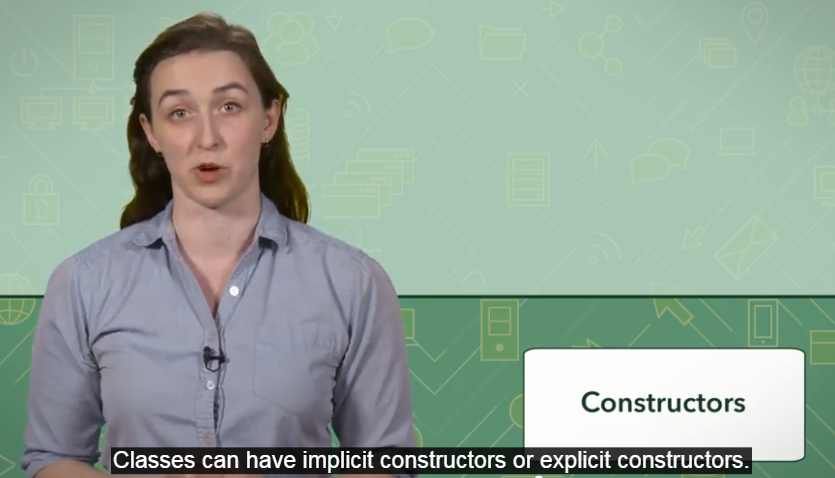 Constructors
Classes can have implicit constructors or explicit constructors.